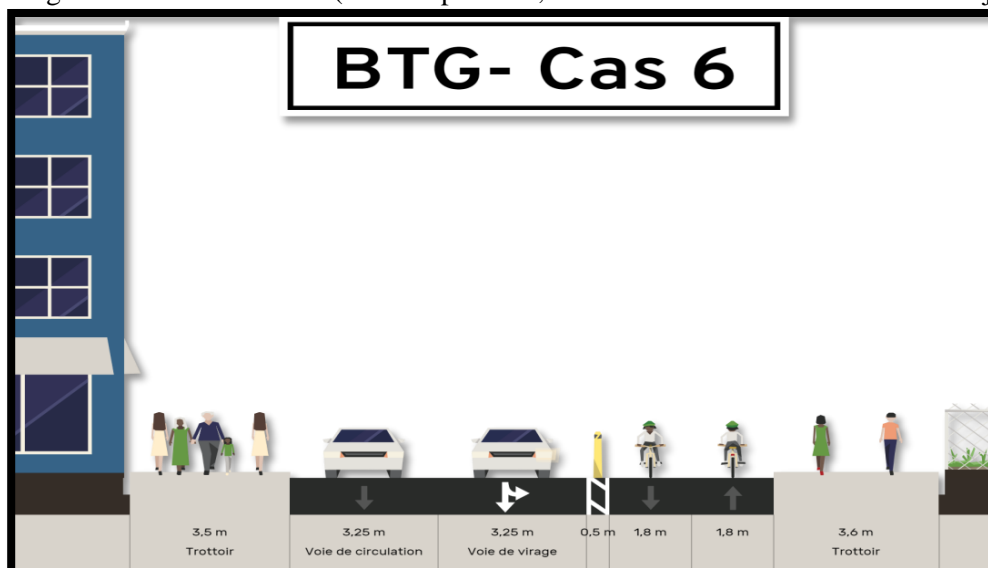 BTG- Cas 6
3,5 m
Trottoir
3,25 m
Voie de circulation
3,25 m
Voie de virage
0,5 m
1,8 m
1,8 m
3,6 m
Trottoir